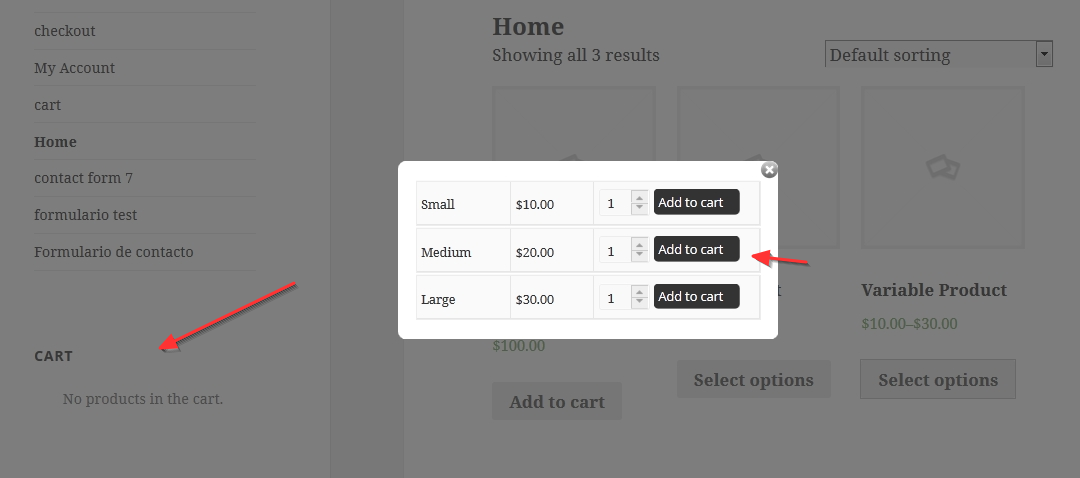 checkout
My Account
cart
Home
contact form 7
formulario test
Formulario de contacto
CART
No products in the cart.
Home
Showing all 3 results
Default sorting
Small $10.00 1 Add to cart
Medium $20.00 1 Add to cart
Large $30.00 1 Add to cart
$100.00
Add to cart
Select options
Variable Product
$10.00–$30.00
Select options